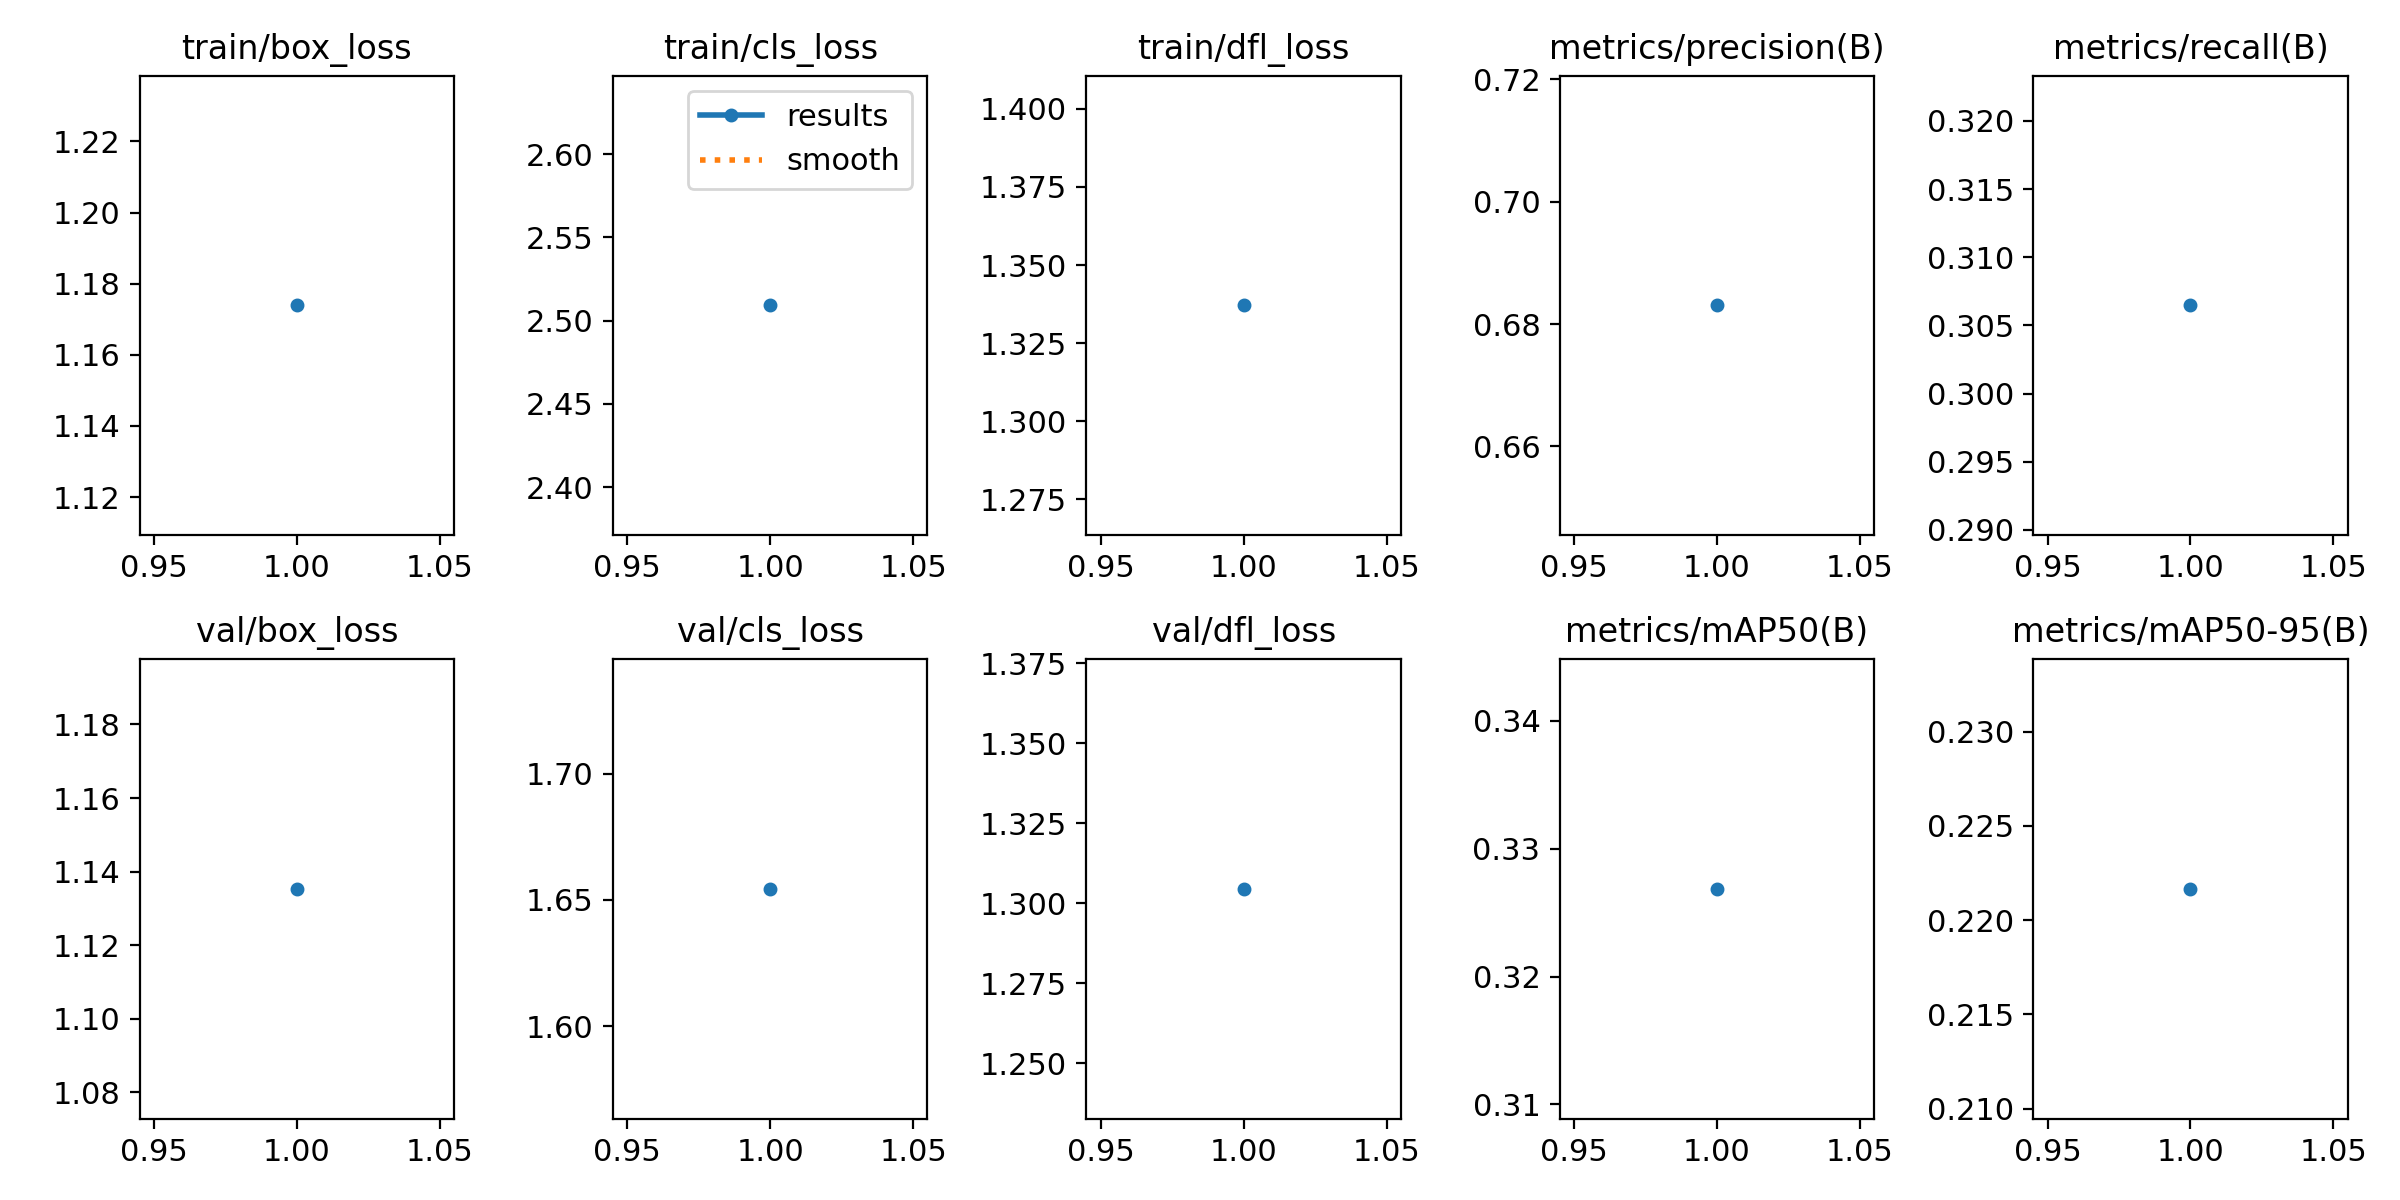 train/box_loss
1.22
1.20
1.18
1.16
1.14
1.12
0.95 1.00 1.05
train/cls_loss
results
smooth
2.60
2.55
2.50
2.45
2.40
0.95 1.00 1.05
train/dfl_loss
1.400
1.375
1.350
1.325
1.300
1.275
0.95 1.00 1.05
metrics/precision(B)
0.72
0.70
0.68
0.66
0.95 1.00 1.05
metrics/recall(B)
0.320
0.315
0.310
0.305
0.300
0.295
0.290
0.95 1.00 1.05
val/box_loss
1.18
1.16
1.14
1.12
1.10
1.08
0.95 1.00 1.05
val/cls_loss
1.70
1.65
1.60
0.95 1.00 1.05
val/dfl_loss
1.375
1.350
1.325
1.300
1.275
1.250
0.95 1.00 1.05
metrics/mAP50(B)
0.34
0.33
0.32
0.31
0.95 1.00 1.05
metrics/mAP50-95(B)
0.230
0.225
0.220
0.215
0.210
0.95 1.00 1.05